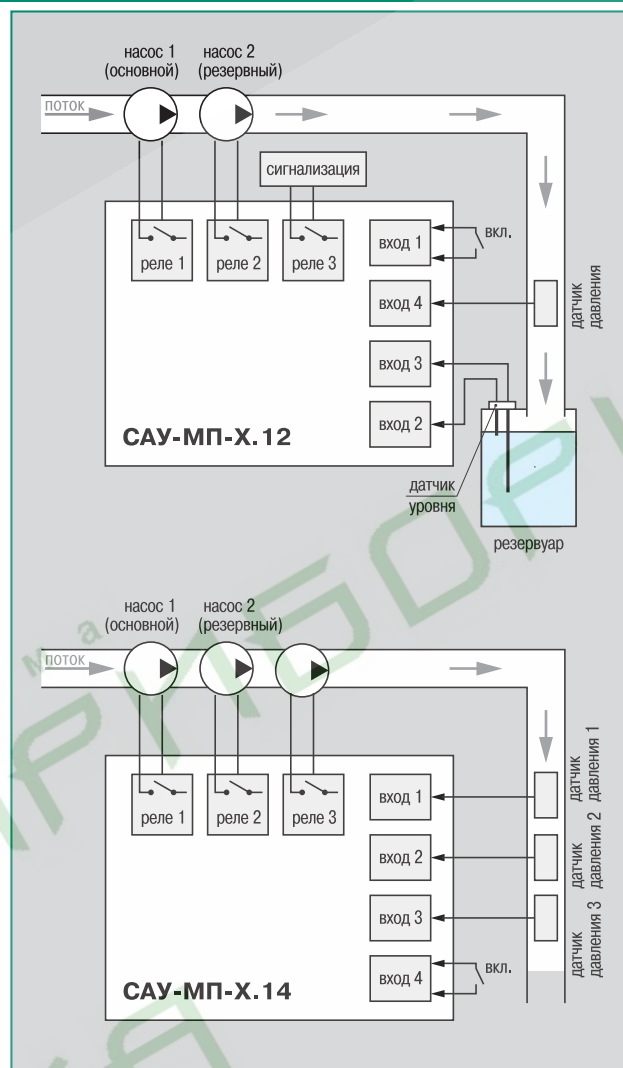 насос 1
(основной)
насос 2
(резервный)
поток
сигнализация
реле 1
реле 2
реле 3
вход 1
вкл.
вход 4
датчик
давления
вход 3
вход 2
САУ-МП-Х.12
датчик
уровня
резервуар
насос 1
(основной)
насос 2
(резервный)
поток
реле 1
реле 2
реле 3
вход 1
датчик
давления 1
вход 2
датчик
давления 2
вход 3
датчик
давления 3
вход 4
вкл.
САУ-МП-Х.14